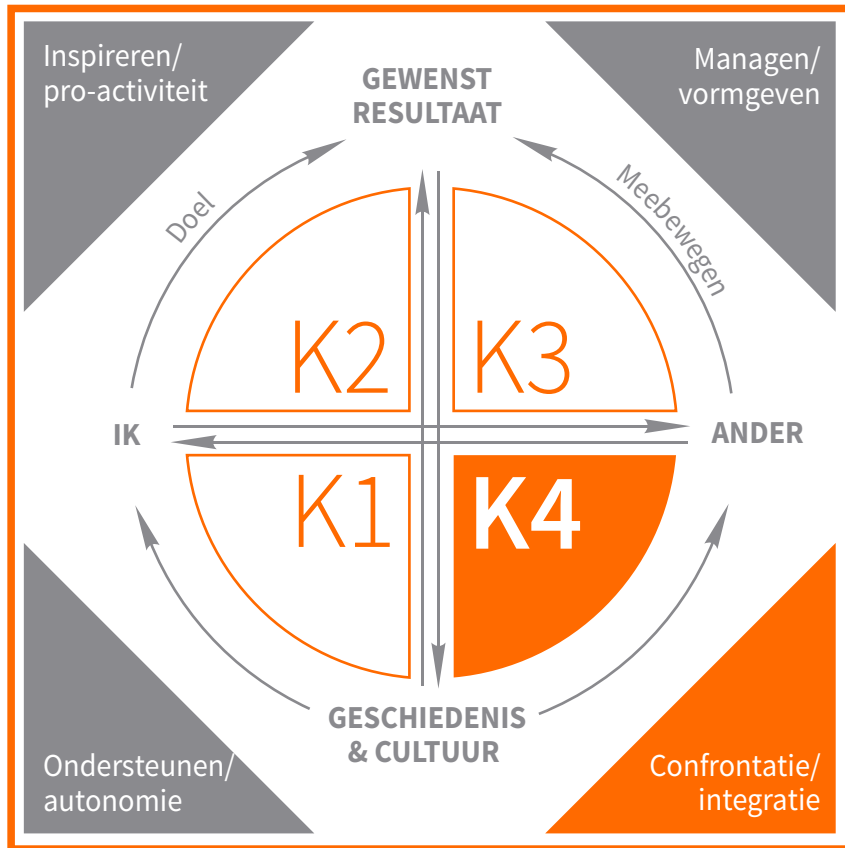 Inspireren/
pro-activiteit
GEWENST
RESULTAAT
Managen/
vormgeven
Doel
Meebewegen
K2
K3
IK
ANDER
K1
K4
GESCHIEDENIS
& CULTUUR
Ondersteunen/
autonomie
Confrontatie/
integratie